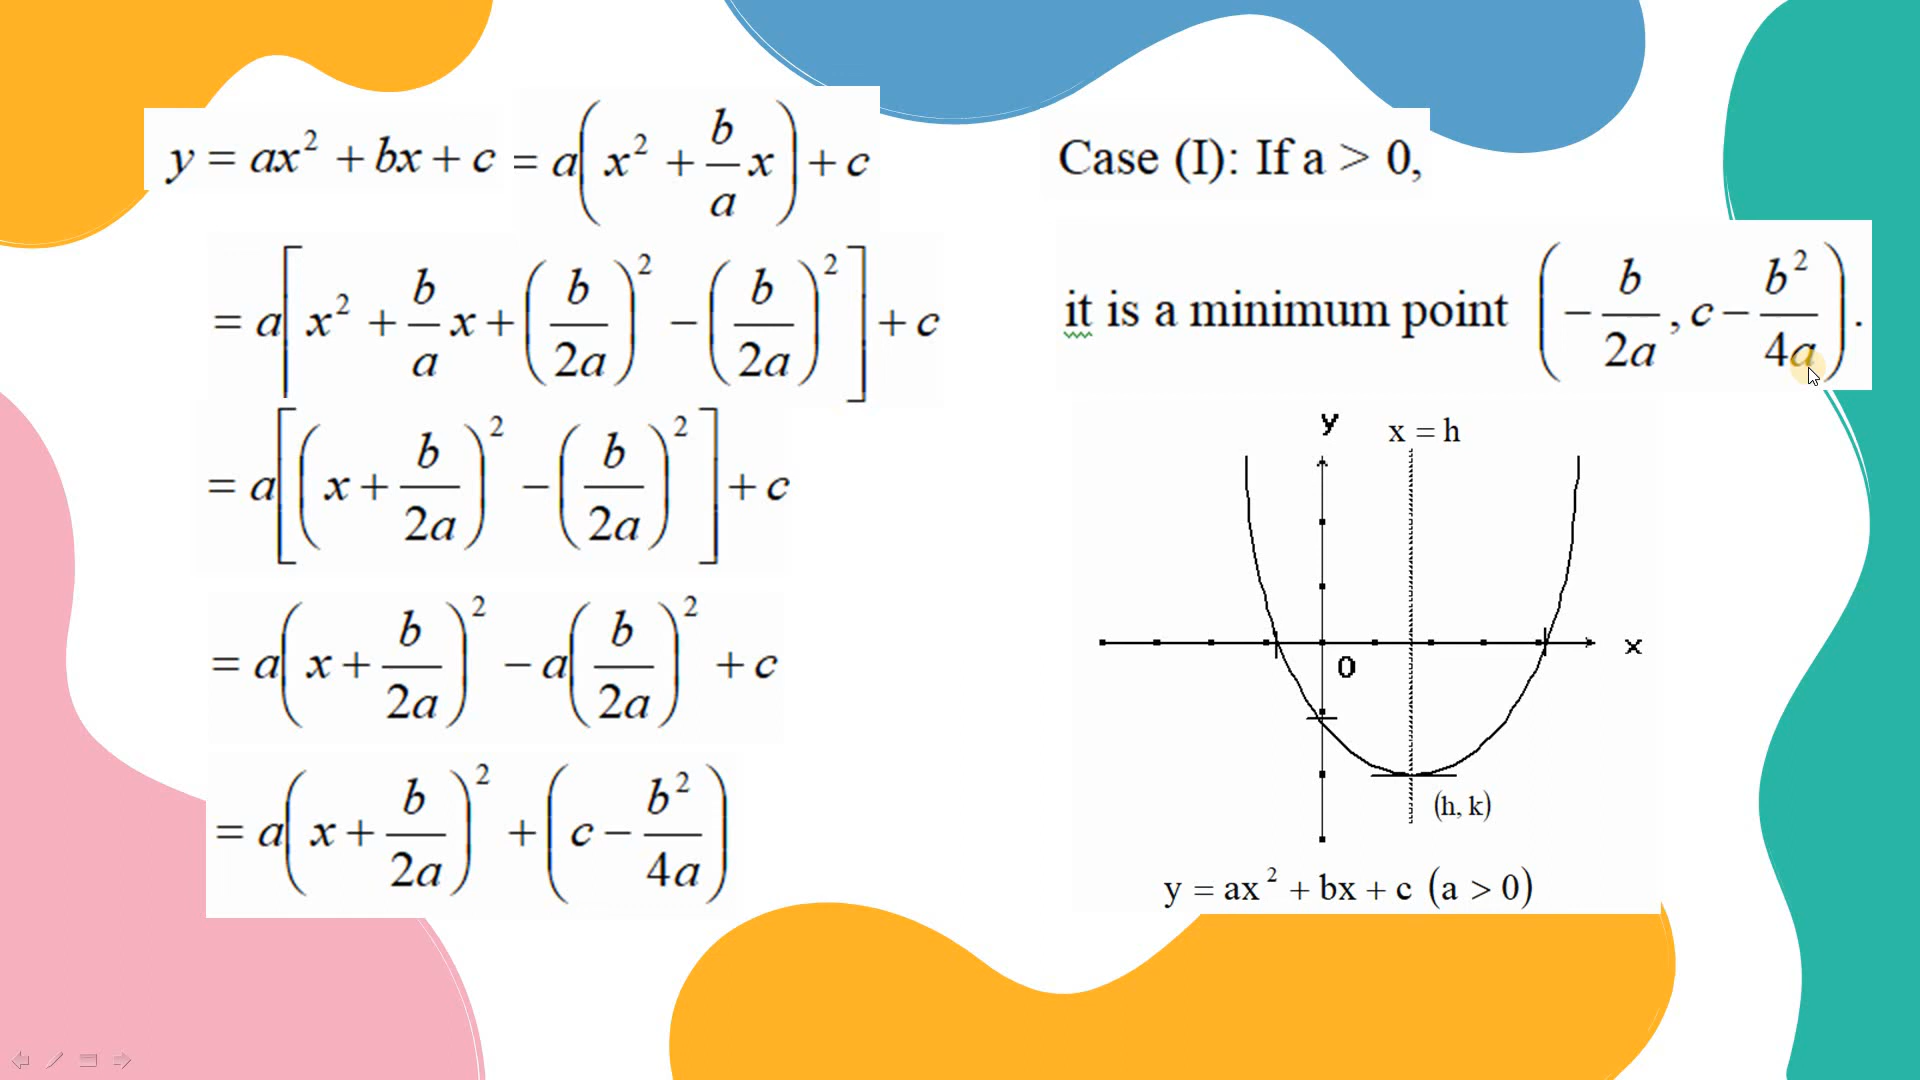 y = ax² + bx + c = a(x² + b/a x) + c
= a[x² + b/a x + (b/2a)² − (b/2a)²] + c
= a[(x + b/2a)² − (b/2a)²] + c
= a(x + b/2a)² − a(b/2a)² + c
= a(x + b/2a)² + (c − b²/4a)
Case (I): If a > 0,
it is a minimum point (−b/2a, c − b²/4a).
y
x = h
x
0
(h, k)
y = ax² + bx + c (a > 0)